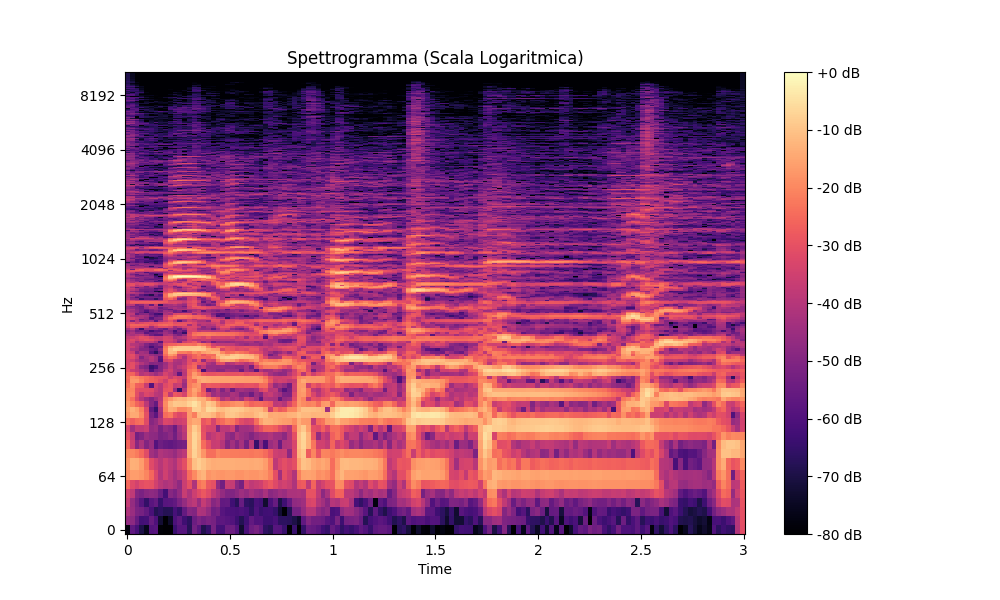 Spettrogramma (Scala Logaritmica)
Hz
8192
4096
2048
1024
512
256
128
64
0
0 0.5 1 1.5 2 2.5 3
Time
+0 dB
-10 dB
-20 dB
-30 dB
-40 dB
-50 dB
-60 dB
-70 dB
-80 dB